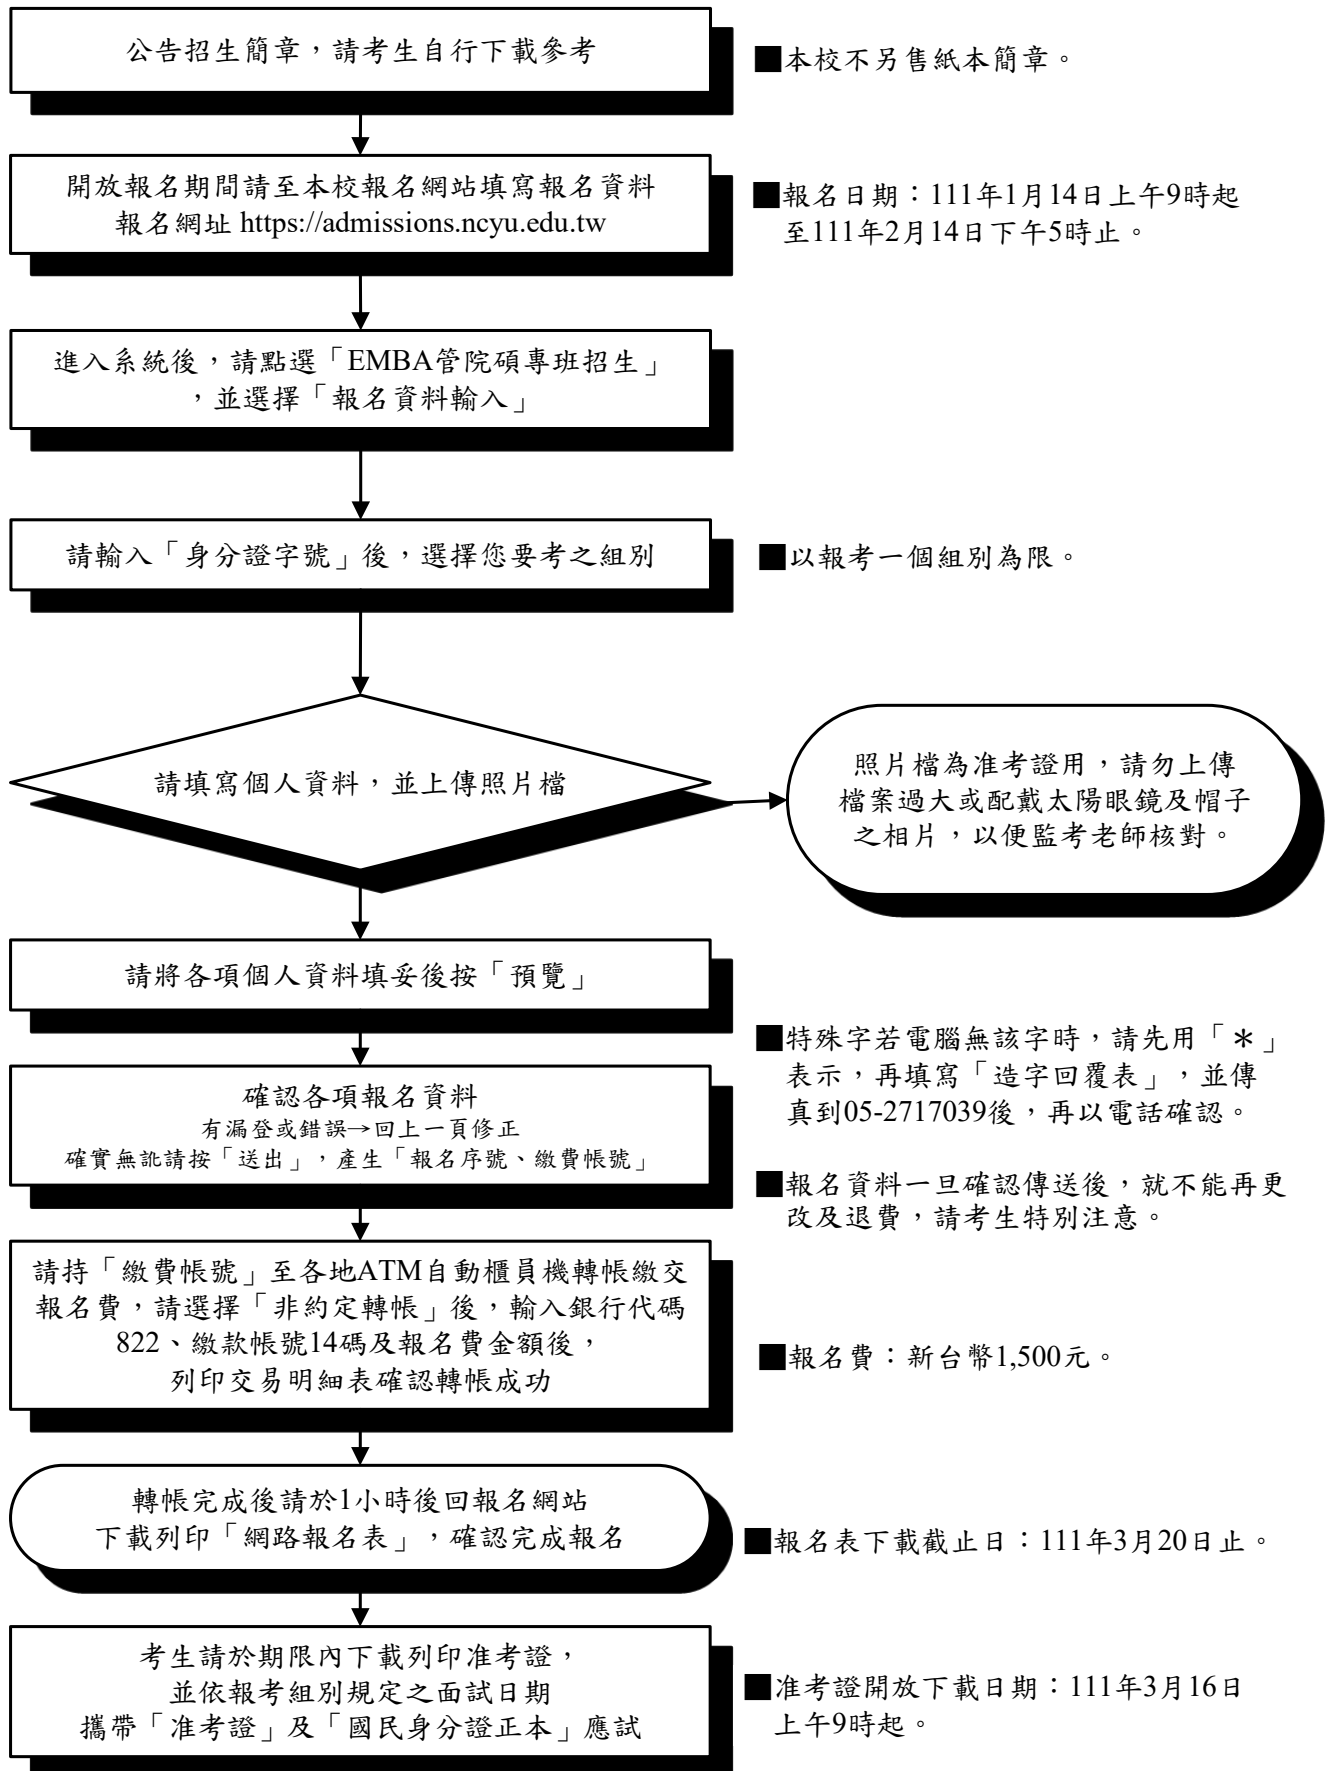 公告招生簡章，請考生自行下載參考
■本校不另售紙本簡章。
開放報名期間請至本校報名網站填寫報名資料
報名網址 https://admissions.ncyu.edu.tw
■報名日期：111年1月14日上午9時起
至111年2月14日下午5時止。
進入系統後，請點選「EMBA管院碩專班招生」
，並選擇「報名資料輸入」
請輸入「身分證字號」後，選擇您要考之組別
■以報考一個組別為限。
請填寫個人資料，並上傳照片檔
照片檔為准考證用，請勿上傳
檔案過大或配戴太陽眼鏡及帽子
之相片，以便監考老師核對。
請將各項個人資料填妥後按「預覽」
■特殊字若電腦無該字時，請先用「＊」
表示，再填寫「造字回覆表」，並傳
真到05-2717039後，再以電話確認。
確認各項報名資料
有漏登或錯誤→回上一頁修正
確實無訛請按「送出」，產生「報名序號、繳費帳號」
■報名資料一旦確認傳送後，就不能再更
改及退費，請考生特別注意。
請持「繳費帳號」至各地ATM自動櫃員機轉帳繳交
報名費，請選擇「非約定轉帳」後，輸入銀行代碼
822、繳款帳號14碼及報名費金額後，
列印交易明細表確認轉帳成功
■報名費：新台幣1,500元。
轉帳完成後請於1小時後回報名網站
下載列印「網路報名表」，確認完成報名
■報名表下載截止日：111年3月20日止。
考生請於期限內下載列印准考證，
並依報考組別規定之面試日期
攜帶「准考證」及「國民身分證正本」應試
■准考證開放下載日期：111年3月16日
上午9時起。